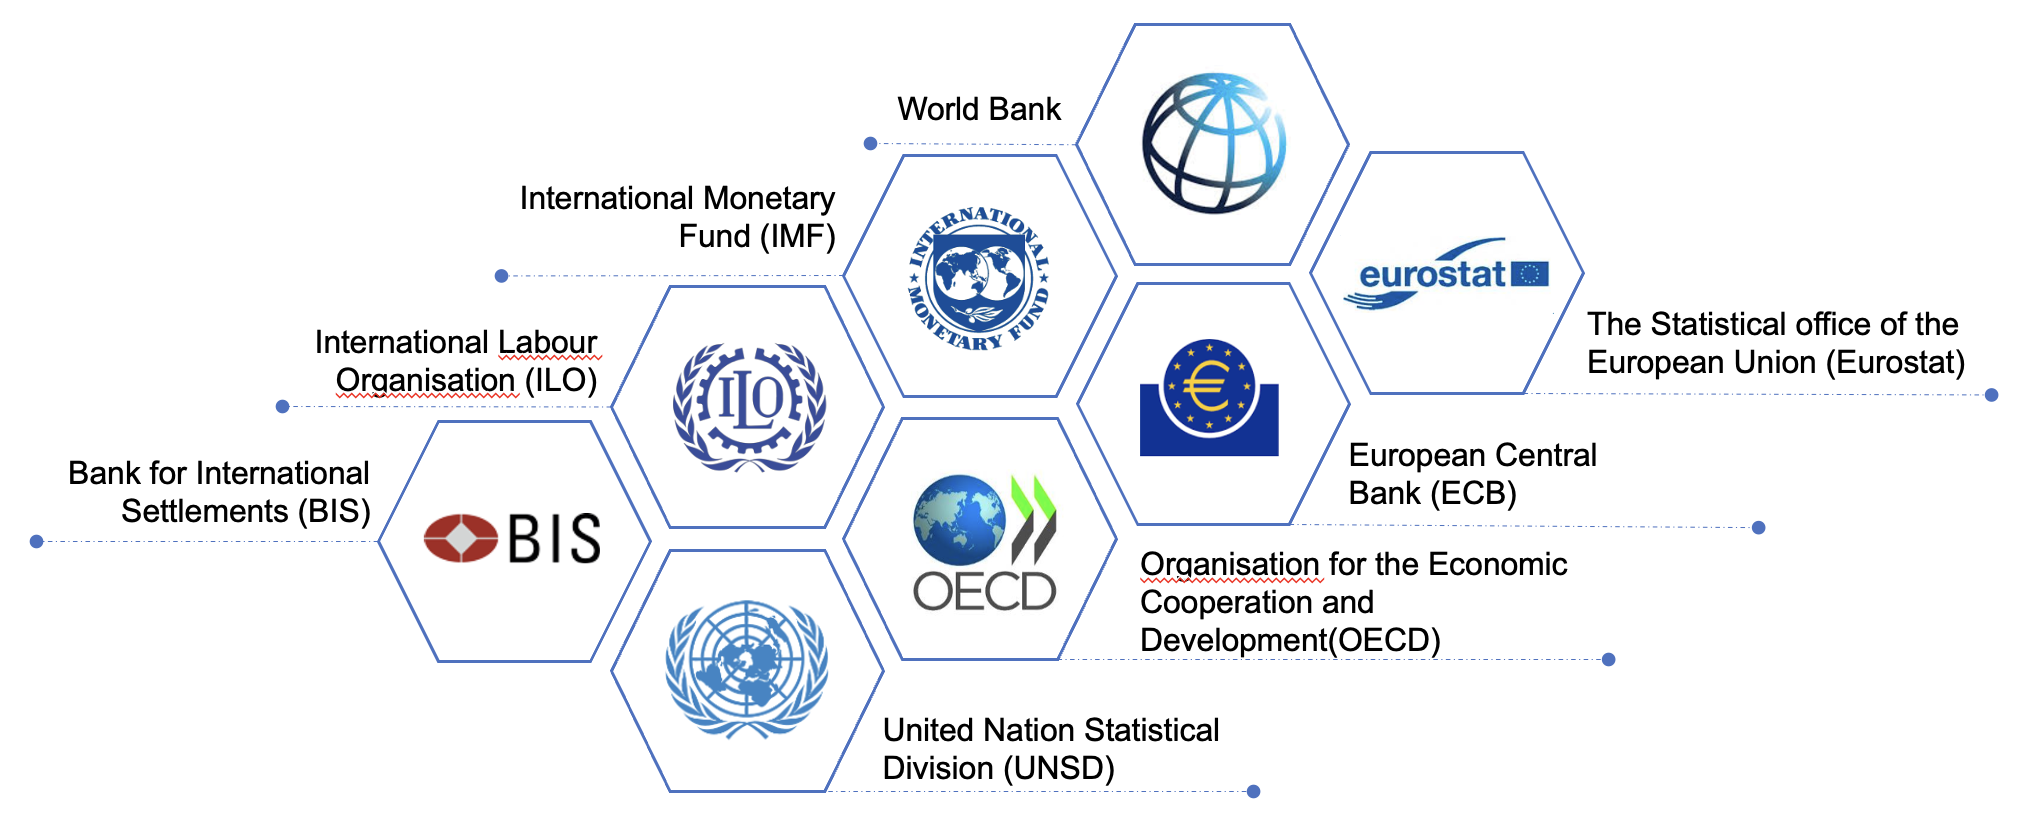 World Bank
International Monetary
Fund (IMF)
INTERNATIONAL
MONETARY FUND
eurostat
International Labour
Organisation (ILO)
ILO
The Statistical office of the
European Union (Eurostat)
European Central
Bank (ECB)
Bank for International
Settlements (BIS)
BIS
OECD
Organisation for the Economic
Cooperation and
Development(OECD)
United Nation Statistical
Division (UNSD)